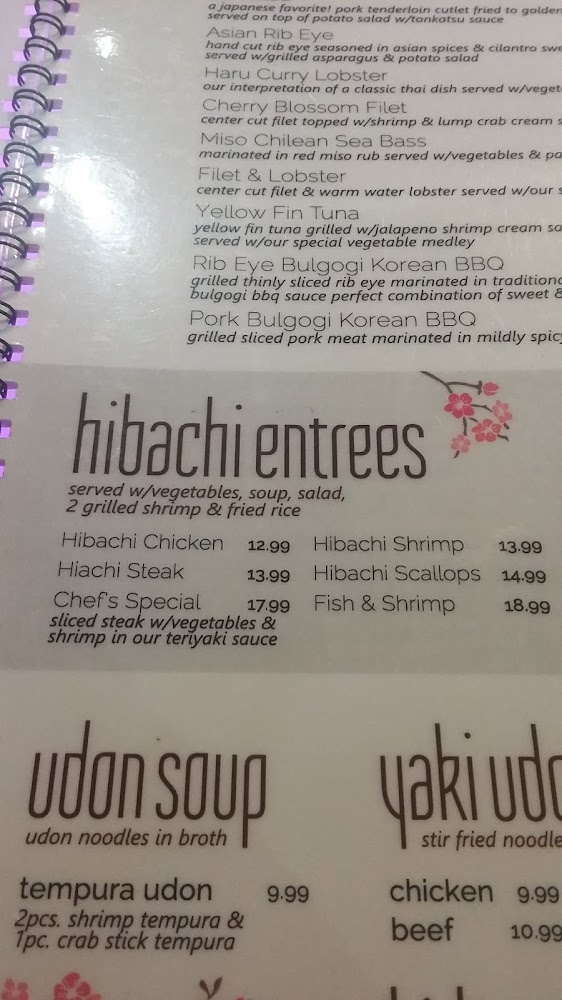 a japanese favorite! pork tenderloin cutlet fried to golden
served on top of potato salad w/tonkatsu sauce
Asian Rib Eye
hand cut rib eye seasoned in asian spices & cilantro
served w/grilled asparagus & potato salad
Haru Curry Lobster
our interpretation of a classic thai dish served
Cherry Blossom Filet
center cut filet topped w/shrimp & lump crab cream
Miso Chilean Sea Bass
marinated in red miso rub served w/vegetables &
Filet & Lobster
center cut filet & warm water lobster served w/our
Yellow Fin Tuna
yellow fin tuna grilled w/jalapeno shrimp cream
served w/our special vegetable medley
Rib Eye Bulgogi Korean BBQ
grilled thinly sliced rib eye marinated in
bulgogi bbq sauce perfect combination of sweet &
Pork Bulgogi Korean BBQ
grilled sliced pork meat marinated in mildly spicy
hibachi entrees
served w/vegetables, soup, salad,
2 grilled shrimp & fried rice
Hibachi Chicken 12.99 Hibachi Shrimp 13.99
Hiachi Steak 13.99 Hibachi Scallops 14.99
Chef's Special 17.99 Fish & Shrimp 18.99
sliced steak w/vegetables &
shrimp in our teriyaki sauce
udon soup
udon noodles in broth
tempura udon 9.99
2pcs. shrimp tempura &
1pc. crab stick tempura
yaki udo
stir fried noodle
chicken 9.99
beef 10.99